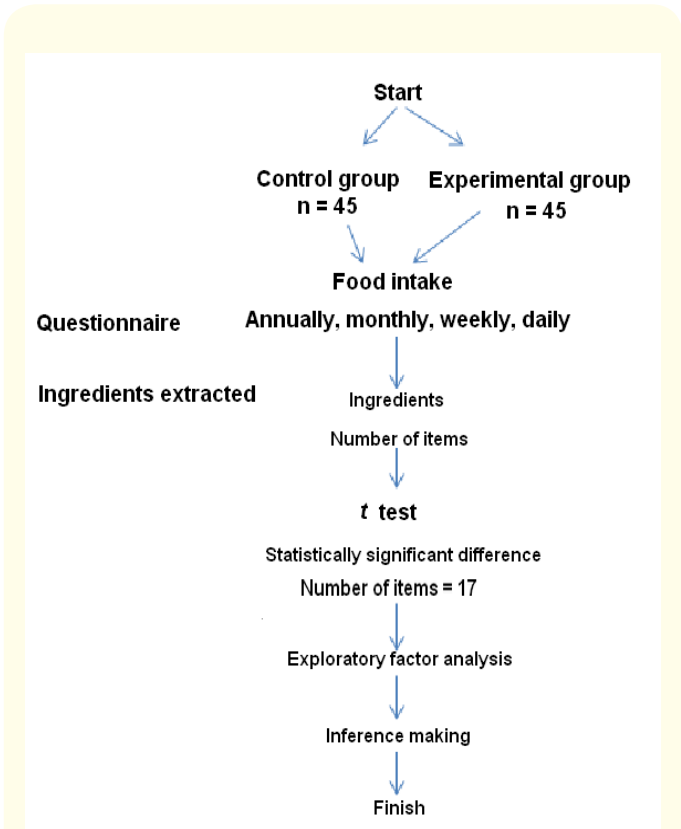 Start
Control group
n = 45
Experimental group
n = 45
Food intake
Questionnaire
Annually, monthly, weekly, daily
Ingredients extracted
Ingredients
Number of items
t test
Statistically significant difference
Number of items = 17
Exploratory factor analysis
Inference making
Finish